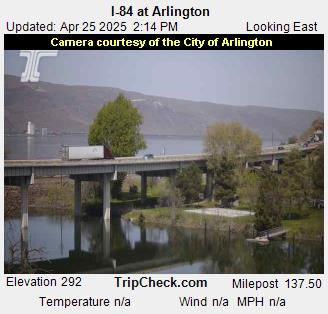 I-84 at Arlington
Updated: Apr 25 2025 2:14 PM Looking East
Camera courtesy of the City of Arlington
Elevation 292 TripCheck.com Milepost 137.50
Temperature n/a Wind n/a MPH n/a